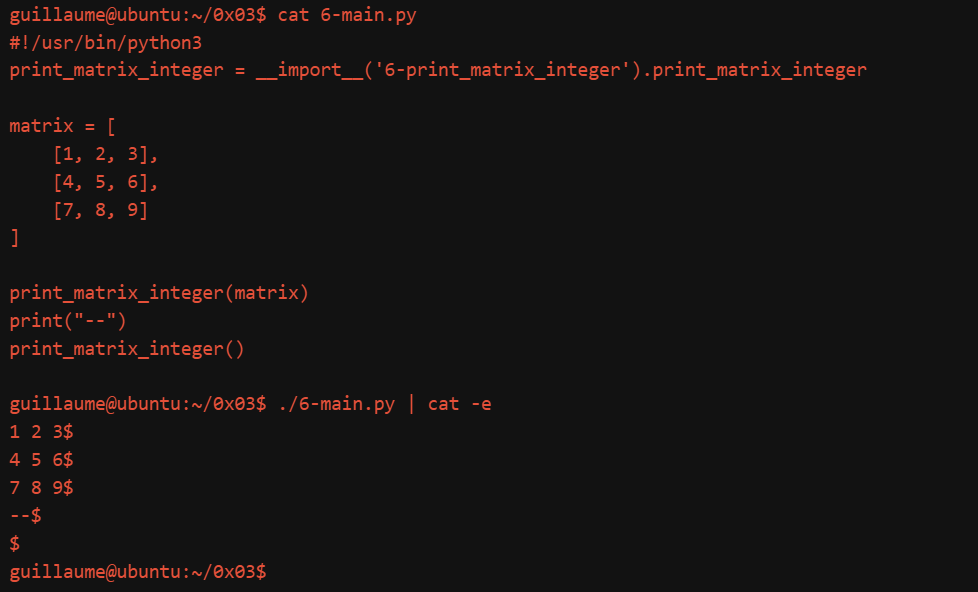 guillaume@ubuntu:~/0x03$ cat 6-main.py
#!/usr/bin/python3
print_matrix_integer = __import__('6-print_matrix_integer').print_matrix_integer

matrix = [
    [1, 2, 3],
    [4, 5, 6],
    [7, 8, 9]
]

print_matrix_integer(matrix)
print("--")
print_matrix_integer()

guillaume@ubuntu:~/0x03$ ./6-main.py | cat -e
1 2 3$
4 5 6$
7 8 9$
--$
$
guillaume@ubuntu:~/0x03$